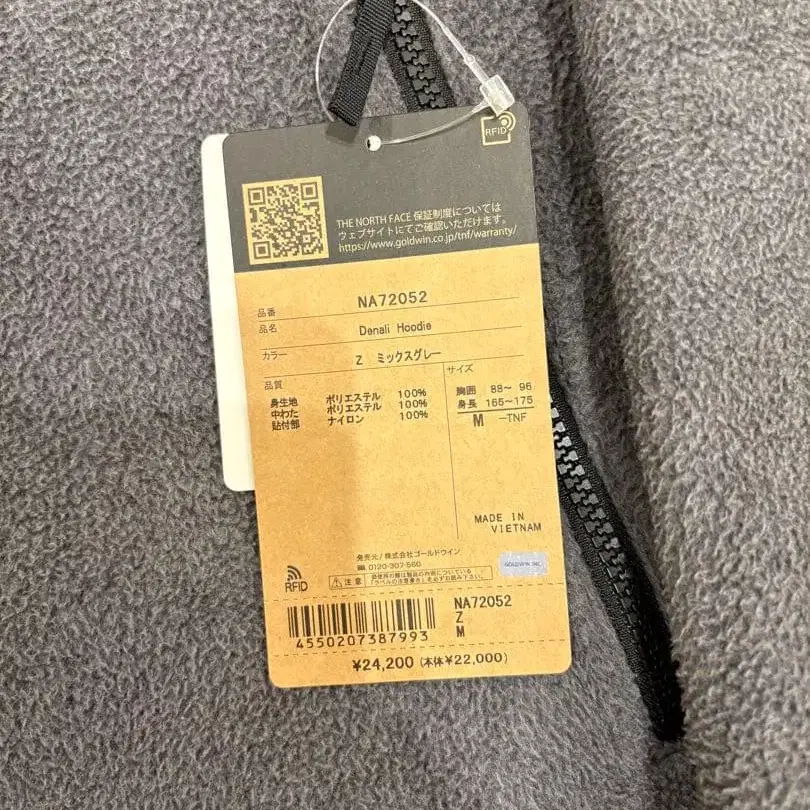 RFID
THE NORTH FACE 保証制度については
ウェブサイトにてご確認いただけます。
https://www.goldwin.co.jp/tnf/warranty/
品番 NA72052
品名 Denali Hoodie
カラー Z ミックスグレー
品質
身生地 ポリエステル 100%
中わた ポリエステル 100%
貼付部 ナイロン 100%
サイズ
胸囲 88～ 96
身長 165～175
M -TNF
MADE IN
VIETNAM
発売元/株式会社ゴールドウイン
☎ 0120-307-560
RFID
⚠注意
GOLDWIN INC.
4550207387993
NA72052
Z
M
¥24,200 (本体¥22,000)